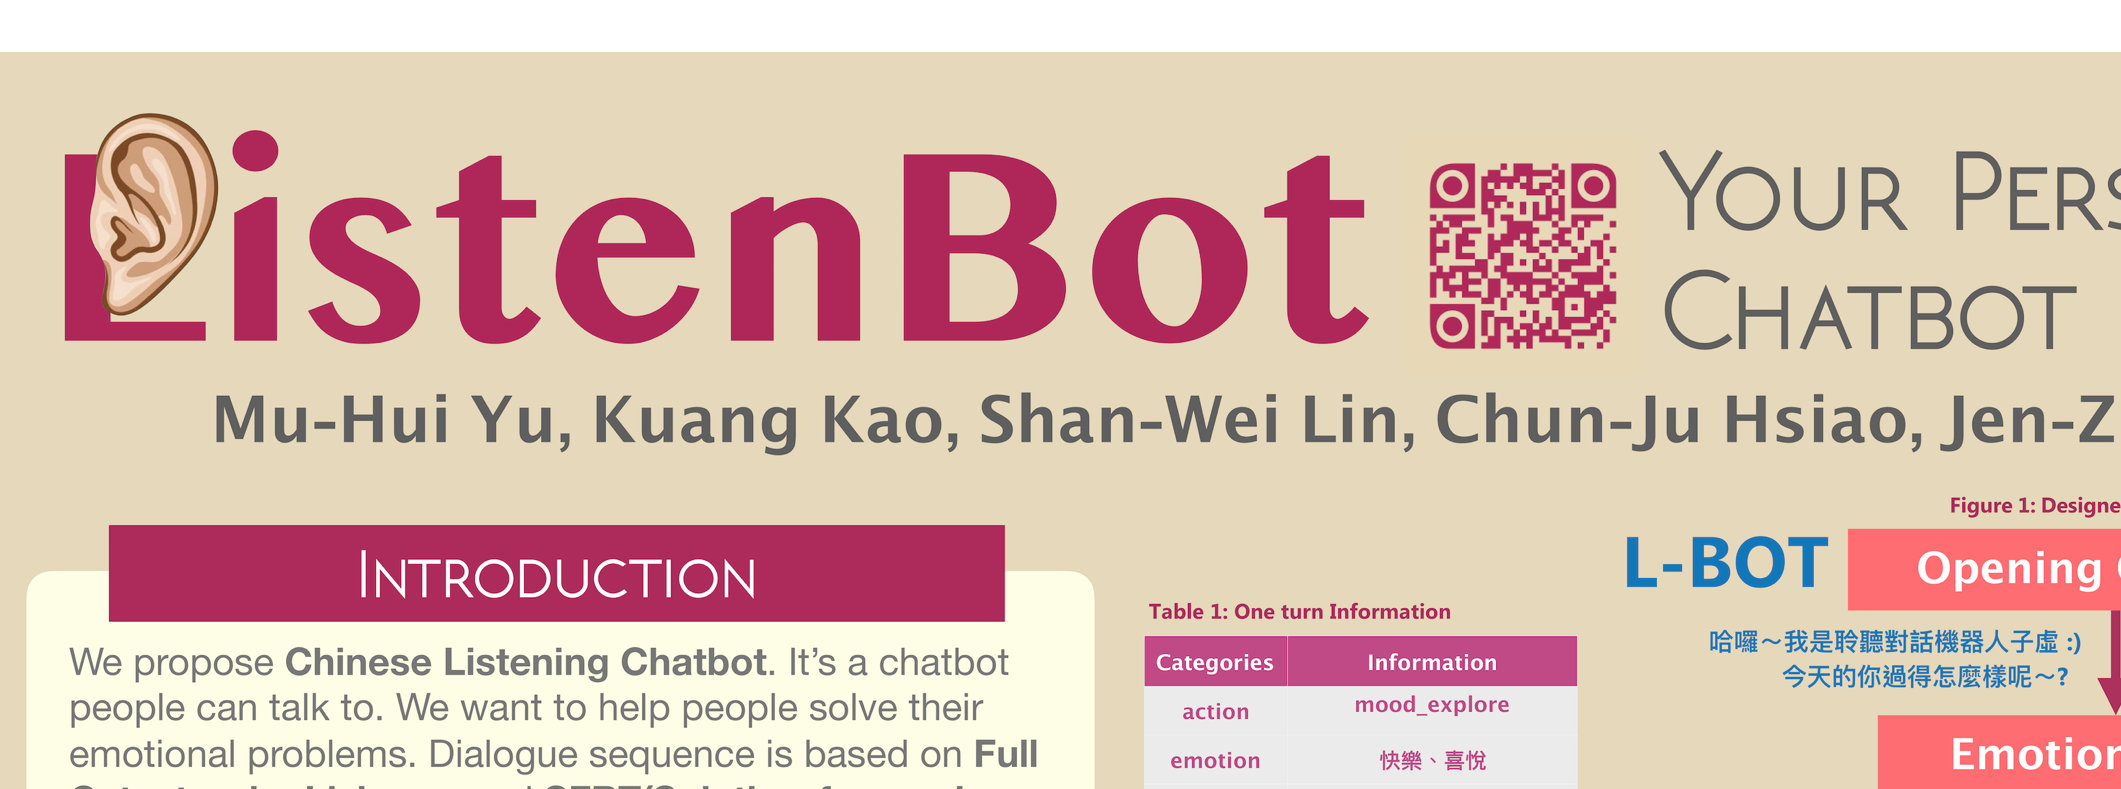 ListenBot
Your Pers
Chatbot
Mu-Hui Yu, Kuang Kao, Shan-Wei Lin, Chun-Ju Hsiao, Jen-Z
Introduction
We propose Chinese Listening Chatbot. It's a chatbot
people can talk to. We want to help people solve their
emotional problems. Dialogue sequence is based on Full
Table 1: One turn Information
Categories Information
action mood_explore
emotion 快樂、喜悅
Figure 1: Designe
L-BOT
Opening
哈囉～我是聆聽對話機器人子虛 :)
今天的你過得怎麼樣呢～?
Emotion